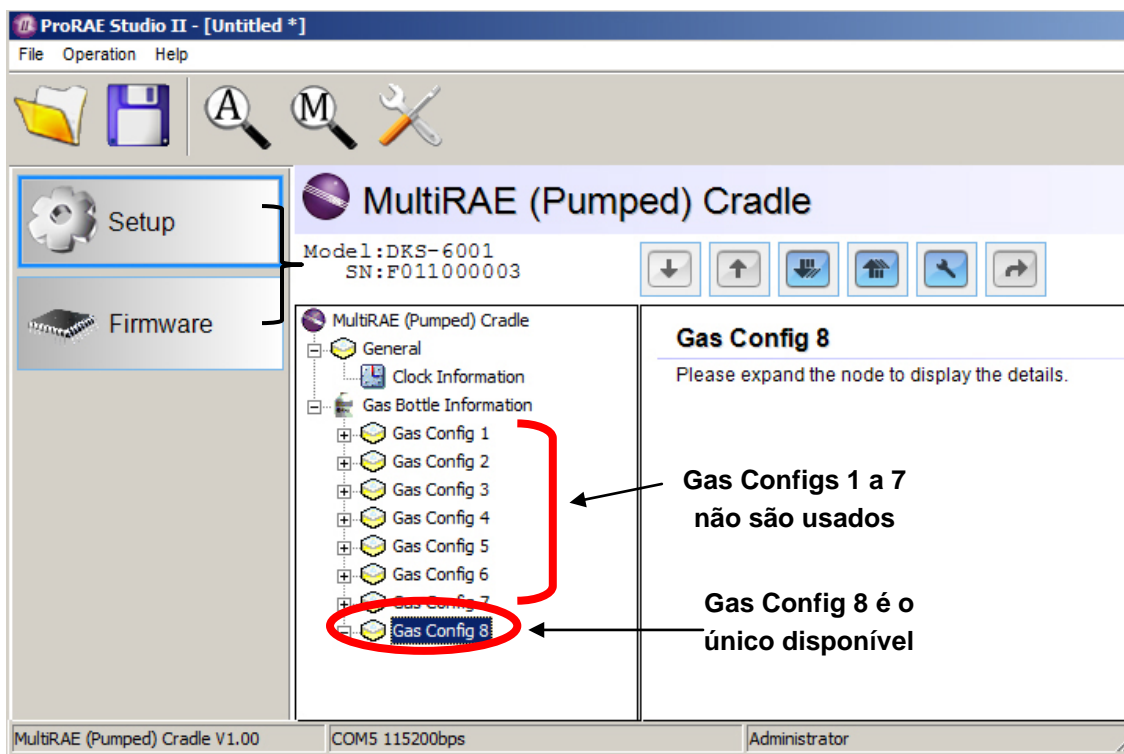 ProRAE Studio II - [Untitled *]
File Operation Help
A M
Setup
Firmware
MultiRAE (Pumped) Cradle
Model:DKS-6001
SN:F011000003
MultiRAE (Pumped) Cradle
General
Clock Information
Gas Bottle Information
Gas Config 1
Gas Config 2
Gas Config 3
Gas Config 4
Gas Config 5
Gas Config 6
Gas Config 7
Gas Config 8
Gas Config 8
Please expand the node to display the details.
Gas Configs 1 a 7
não são usados
Gas Config 8 é o
único disponível
MultiRAE (Pumped) Cradle V1.00
COM5 115200bps
Administrator